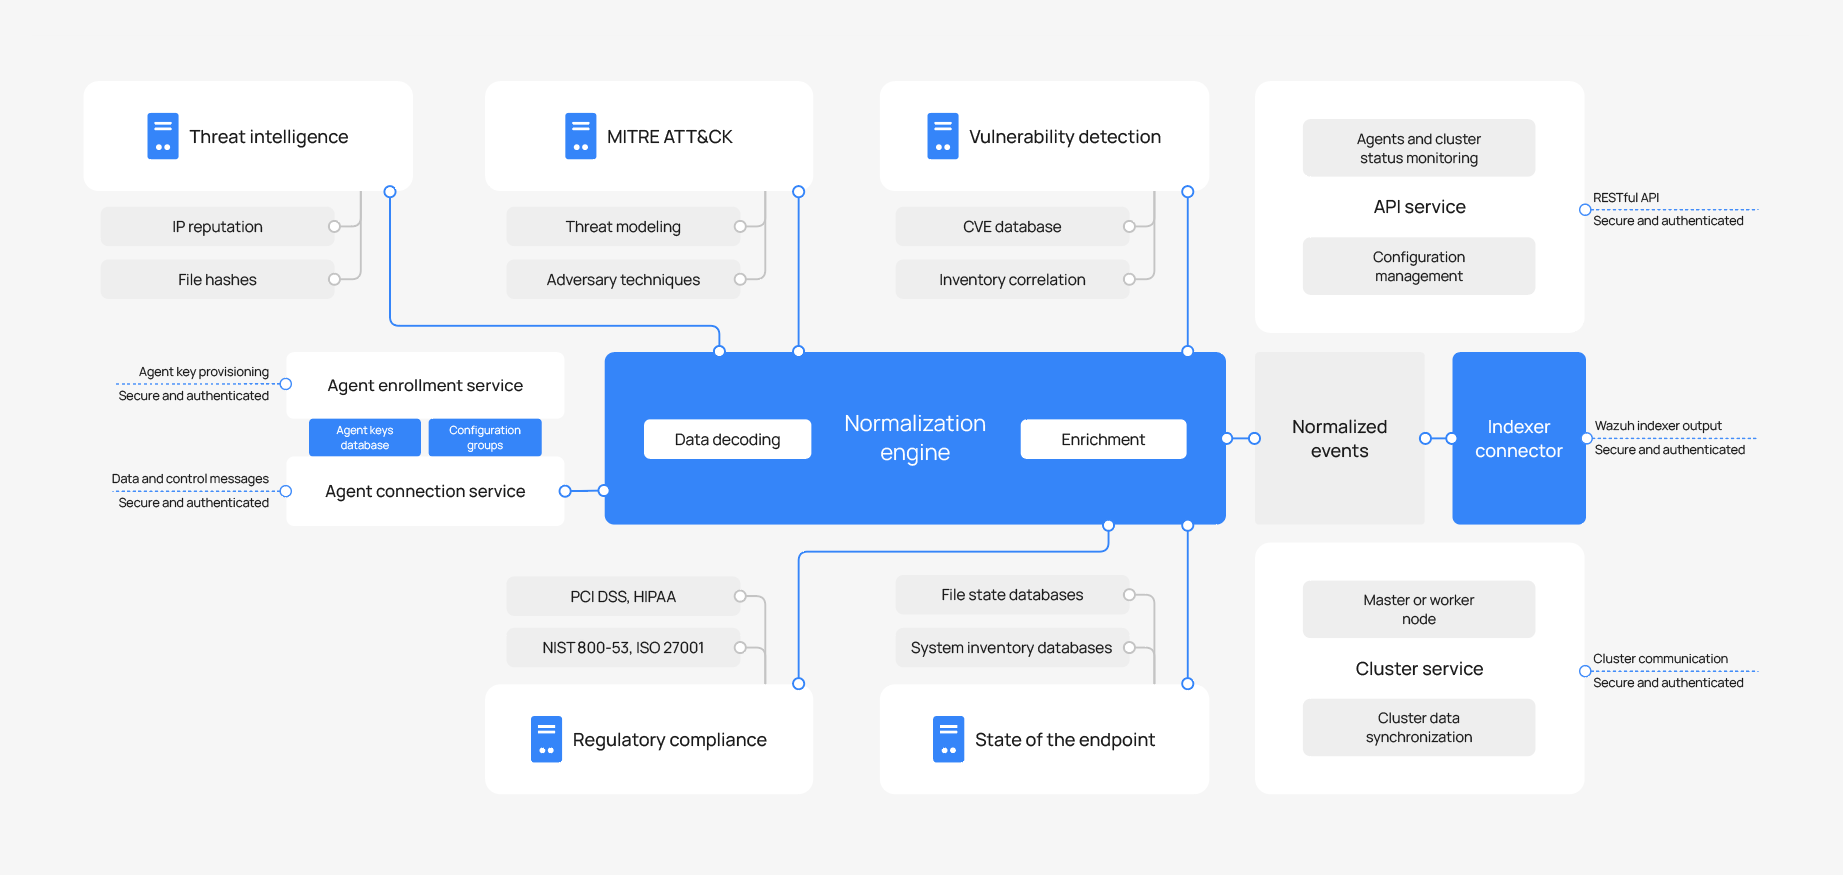 Threat intelligence
IP reputation
File hashes
MITRE ATT&CK
Threat modeling
Adversary techniques
Vulnerability detection
CVE database
Inventory correlation
Agents and cluster
status monitoring
API service
Configuration
management
RESTful API
Secure and authenticated
Agent key provisioning
Secure and authenticated
Agent enrollment service
Agent keys
database
Configuration
groups
Data and control messages
Secure and authenticated
Agent connection service
Data decoding
Normalization
engine
Enrichment
Normalized
events
Indexer
connector
Wazuh indexer output
Secure and authenticated
PCI DSS, HIPAA
NIST 800-53, ISO 27001
Regulatory compliance
File state databases
System inventory databases
State of the endpoint
Master or worker
node
Cluster service
Cluster data
synchronization
Cluster communication
Secure and authenticated